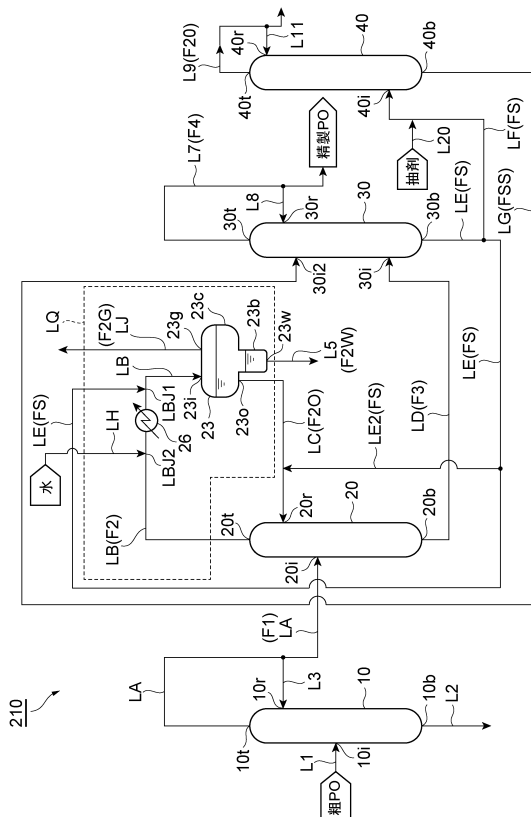 210
粗PO
L1
10i
10
10t
10r
10b
L2
L3
LA
(F1)
LA
20i
20
20t
20r
20b
LB(F2)
LBJ2
水
LH
26
LBJ1
LE(FS)
LB
LQ
(F2G)
LJ
23g
23i
23
23c
23b
23w
23o
L5
(F2W)
LC(F2O)
LE2(FS)
LD(F3)
LE(FS)
30i2
30i
30
30t
30r
30b
L7(F4)
L8
精製PO
LE(FS)
LG(FSS)
LF(FS)
抽剤
L20
40i
40
40t
40r
40b
L9(F20)
L11